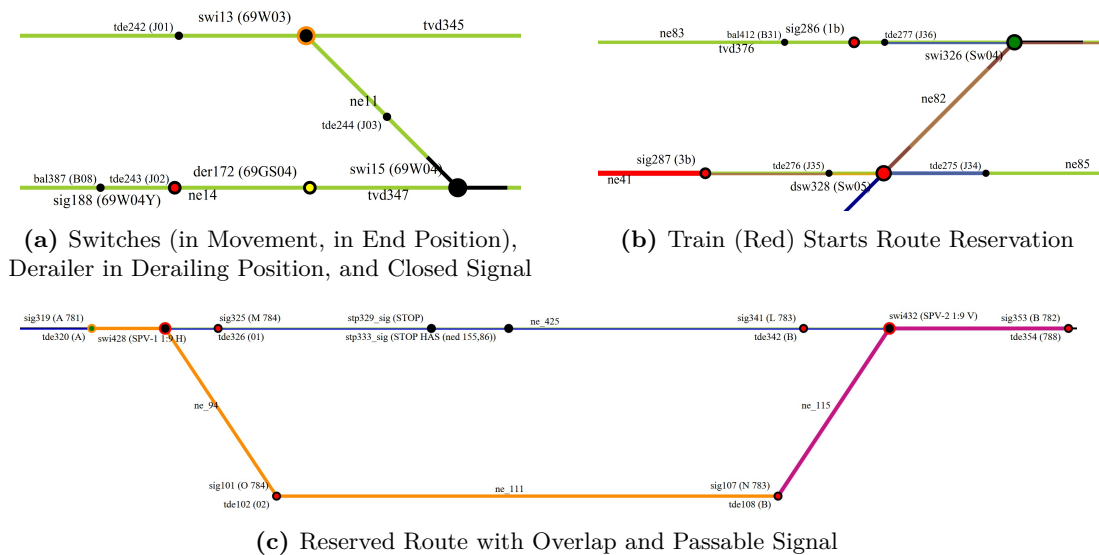 swi13 (69W03)
tde242 (J01)
tvd345
ne11
tde244 (J03)
der172 (69GS04)
swi15 (69W04)
bal387 (B08)
tde243 (J02)
sig188 (69W04Y)
ne14
tvd347
(a) Switches (in Movement, in End Position),
Derailer in Derailing Position, and Closed Signal
ne83
bal412 (B31)
sig286 (1b)
tde277 (J36)
tvd376
swi326 (Sw04)
ne82
sig287 (3b)
tde276 (J35)
tde275 (J34)
ne85
ne41
dsw328 (Sw05)
(b) Train (Red) Starts Route Reservation
sig319 (A 781)
sig325 (M 784)
stp329_sig (STOP)
ne_425
sig341 (L 783)
swi432 (SPV-2 1:9 V)
sig353 (B 782)
tde320 (A)
swi428 (SPV-1 1:9 H)
tde326 (01)
stp333_sig (STOP HAS (ned 155,86))
tde342 (B)
tde354 (788)
ne_94
ne_115
sig101 (O 784)
ne_111
sig107 (N 783)
tde102 (02)
tde108 (B)
(c) Reserved Route with Overlap and Passable Signal